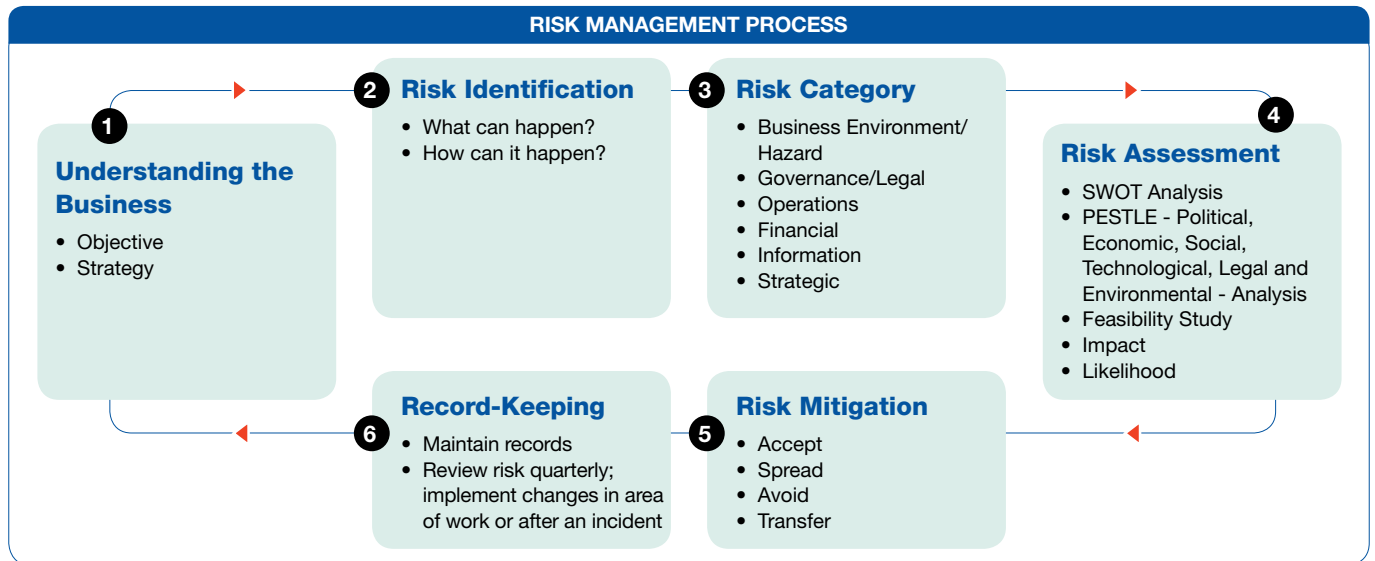 RISK MANAGEMENT PROCESS
1
Understanding the
Business
• Objective
• Strategy
2
Risk Identification
• What can happen?
• How can it happen?
3
Risk Category
• Business Environment/
Hazard
• Governance/Legal
• Operations
• Financial
• Information
• Strategic
4
Risk Assessment
• SWOT Analysis
• PESTLE - Political,
Economic, Social,
Technological, Legal and
Environmental - Analysis
• Feasibility Study
• Impact
• Likelihood
5
Risk Mitigation
• Accept
• Spread
• Avoid
• Transfer
6
Record-Keeping
• Maintain records
• Review risk quarterly;
implement changes in area
of work or after an incident